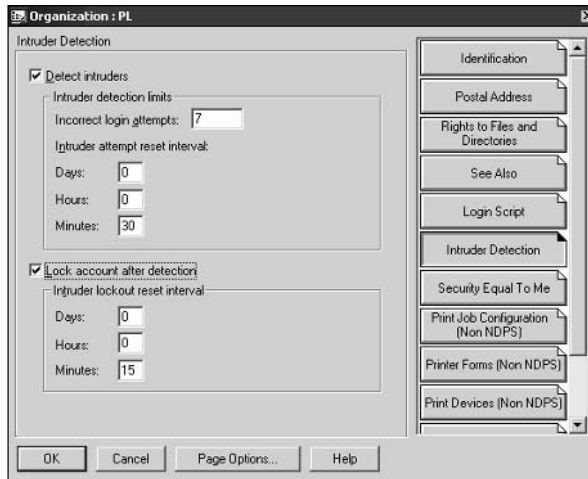 Organization : PL
Intruder Detection
Detect intruders
Intruder detection limits
Incorrect login attempts: 7
Intruder attempt reset interval:
Days: 0
Hours: 0
Minutes: 30
Lock account after detection
Intruder lockout reset interval
Days: 0
Hours: 0
Minutes: 15
Identification
Postal Address
Rights to Files and
Directories
See Also
Login Script
Intruder Detection
Security Equal To Me
Print Job Configuration
(Non NDPS)
Printer Forms (Non NDPS)
Print Devices (Non NDPS)
OK
Cancel
Page Options...
Help